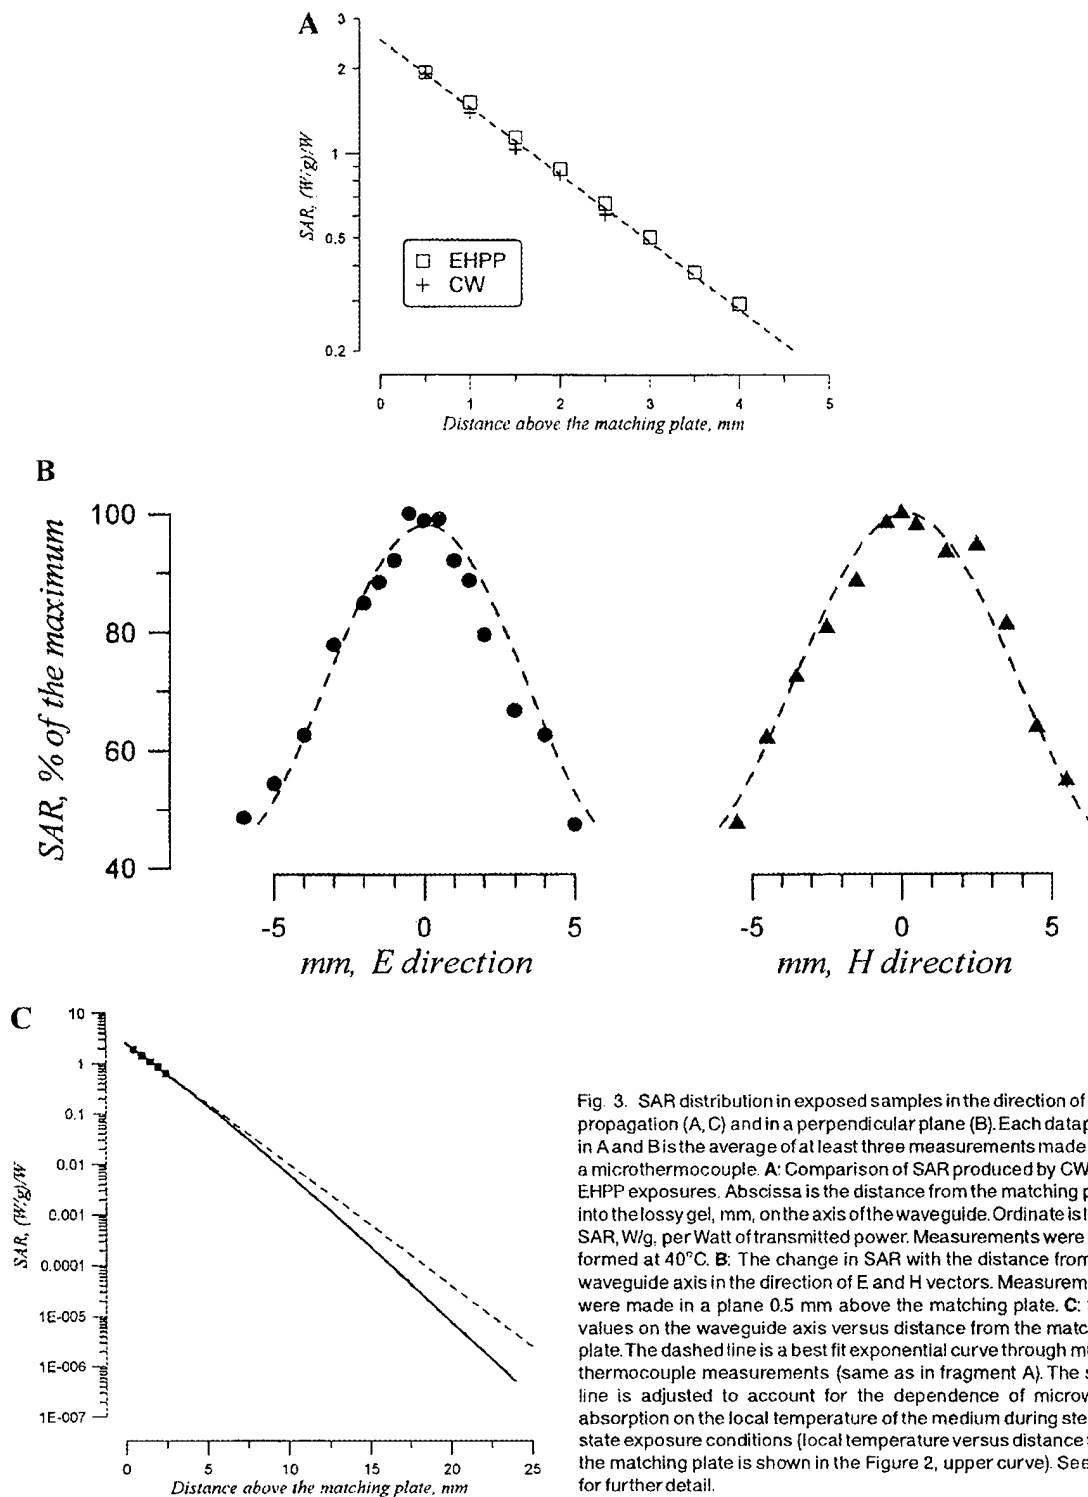 A
3
2
1
0.5
0.2
SAR, (W/g)/W
EHPP
CW
0 1 2 3 4 5
Distance above the matching plate, mm
B
100
80
60
40
SAR, % of the maximum
-5 0 5
mm, E direction
-5 0 5
mm, H direction
C
10
1
0.1
0.01
0.001
0.0001
1E-005
1E-006
1E-007
SAR, (W/g)/W
0 5 10 15 20 25
Distance above the matching plate, mm
Fig. 3. SAR distribution in exposed samples in the direction of
propagation (A, C) and in a perpendicular plane (B). Each datap
in A and B is the average of at least three measurements made
a microthermocouple. A: Comparison of SAR produced by CW
EHPP exposures. Abscissa is the distance from the matching p
into the lossy gel, mm, on the axis of the waveguide. Ordinate is
SAR, W/g, per Watt of transmitted power. Measurements were
formed at 40°C. B: The change in SAR with the distance from
waveguide axis in the direction of E and H vectors. Measurem
were made in a plane 0.5 mm above the matching plate. C:
values on the waveguide axis versus distance from the matc
plate. The dashed line is a best fit exponential curve through mi
thermocouple measurements (same as in fragment A). The s
line is adjusted to account for the dependence of microw
absorption on the local temperature of the medium during ste
state exposure conditions (local temperature versus distance
the matching plate is shown in the Figure 2, upper curve). See
for further detail.